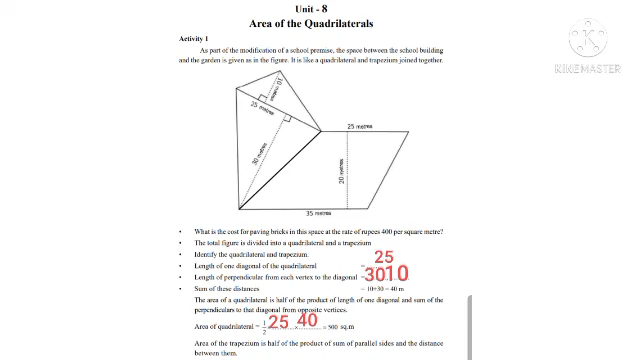 Unit - 8
Area of the Quadrilaterals
Activity 1
As part of the modification of a school premise, the space between the school building
and the garden is given as in the figure. It is like a quadrilateral and trapezium joined together.
KINEMASTER
10 metres
25 metres
25 metres
30 metres
20 metres
35 metres
• What is the cost for paving bricks in this space at the rate of rupees 400 per square metre?
• The total figure is divided into a quadrilateral and a trapezium
• Identify the quadrilateral and trapezium.
• Length of one diagonal of the quadrilateral = 25
• Length of perpendicular from each vertex to the diagonal = 30 10
• Sum of these distances = 10+30 = 40 m
The area of a quadrilateral is half of the product of length of one diagonal and sum of the
perpendiculars to that diagonal from opposite vertices.
Area of quadrilateral = 1/2 25 × 40 = 500 sq.m
Area of the trapezium is half of the product of sum of parallel sides and the distance
between them.